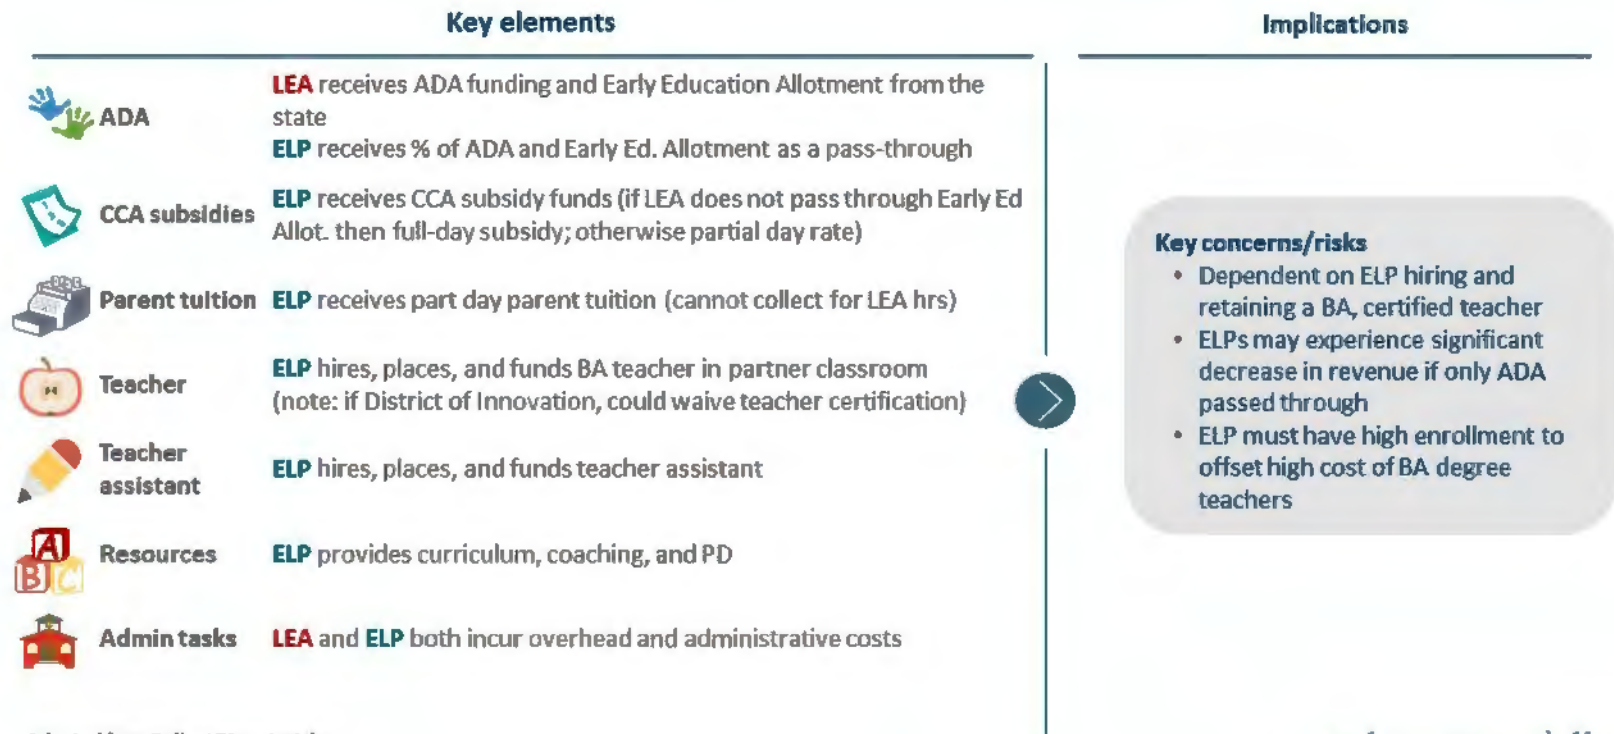 Key elements
Implications
ADA
LEA receives ADA funding and Early Education Allotment from the
state
ELP receives % of ADA and Early Ed. Allotment as a pass-through
CCA subsidies
ELP receives CCA subsidy funds (if LEA does not pass through Early Ed
Allot. then full-day subsidy; otherwise partial day rate)
Parent tuition
ELP receives part day parent tuition (cannot collect for LEA hrs)
Teacher
ELP hires, places, and funds BA teacher in partner classroom
(note: if District of Innovation, could waive teacher certification)
Teacher
assistant
ELP hires, places, and funds teacher assistant
A
B C
Resources
ELP provides curriculum, coaching, and PD
Admin tasks
LEA and ELP both incur overhead and administrative costs
Key concerns/risks
• Dependent on ELP hiring and
retaining a BA, certified teacher
• ELPs may experience significant
decrease in revenue if only ADA
passed through
• ELP must have high enrollment to
offset high cost of BA degree
teachers